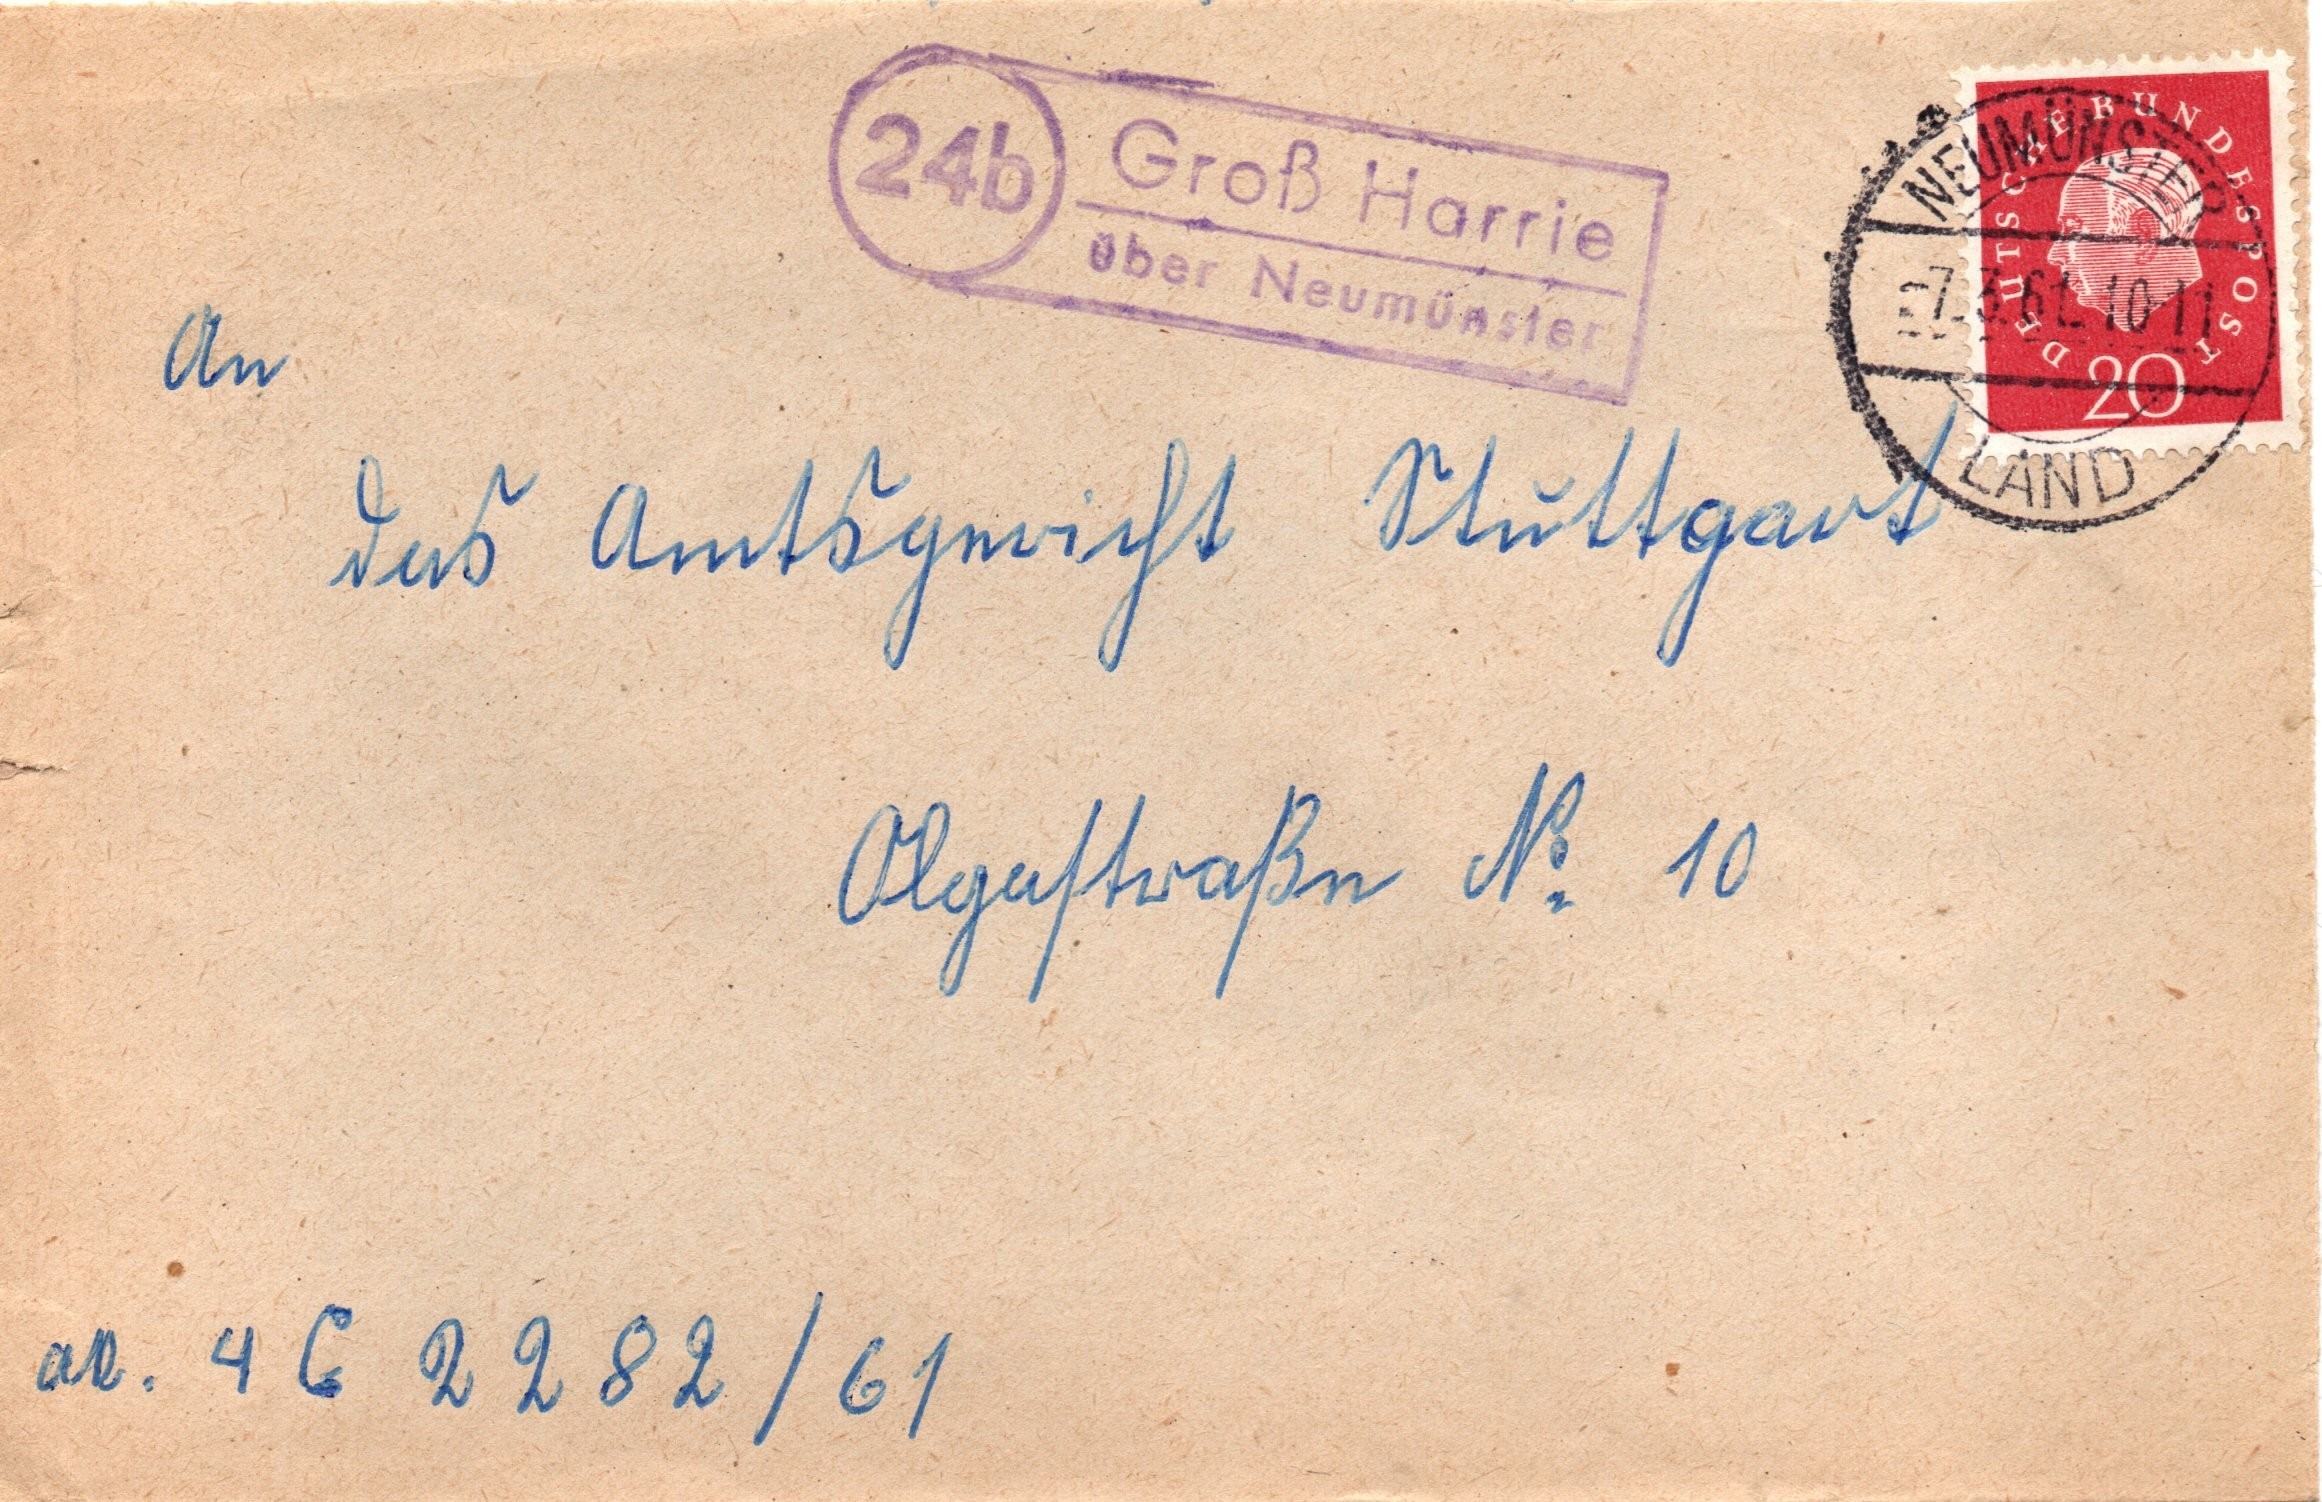 24b
Groß Harrie
über Neumünster
DEUTSCHE BUNDESPOST
20
NEUMÜNSTER
-7.3.61.10-11
LAND
An
das Amtsgericht Stuttgart
Olgastraße No. 10
az. 4 C 2282/61